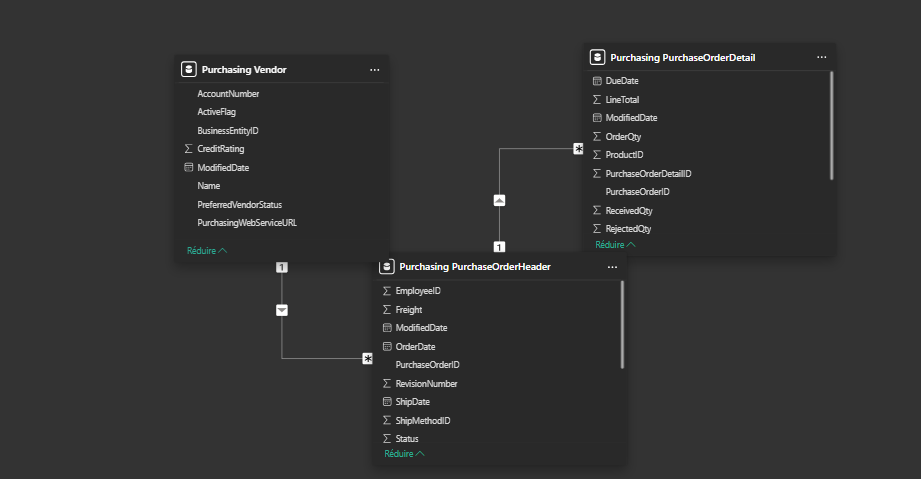 Purchasing Vendor
AccountNumber
ActiveFlag
BusinessEntityID
CreditRating
ModifiedDate
Name
PreferredVendorStatus
PurchasingWebServiceURL
Réduire
Purchasing PurchaseOrderDetail
DueDate
LineTotal
ModifiedDate
OrderQty
ProductID
PurchaseOrderDetailID
PurchaseOrderID
ReceivedQty
RejectedQty
Réduire
*
1
1
*
Purchasing PurchaseOrderHeader
EmployeeID
Freight
ModifiedDate
OrderDate
PurchaseOrderID
RevisionNumber
ShipDate
ShipMethodID
Status
Réduire